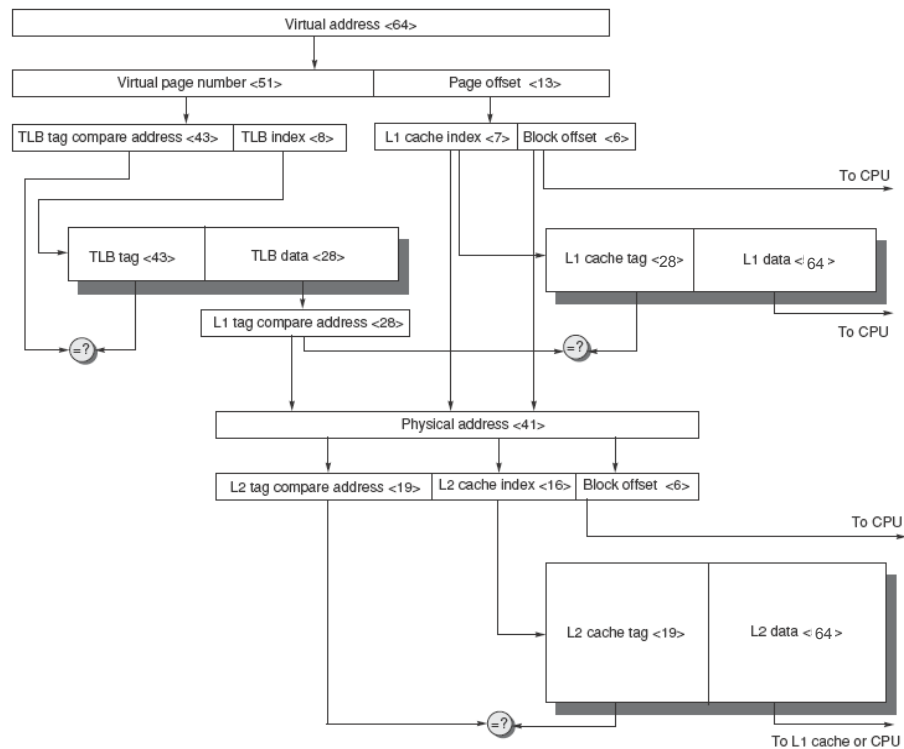 Virtual address <64>
Virtual page number <51>
Page offset <13>
TLB tag compare address <43>
TLB index <8>
L1 cache index <7>
Block offset <6>
To CPU
TLB tag <43>
TLB data <28>
L1 cache tag <28>
L1 data < 64 >
L1 tag compare address <28>
To CPU
=?
=?
Physical address <41>
L2 tag compare address <19>
L2 cache index <16>
Block offset <6>
To CPU
L2 cache tag <19>
L2 data < 64 >
=?
To L1 cache or CPU